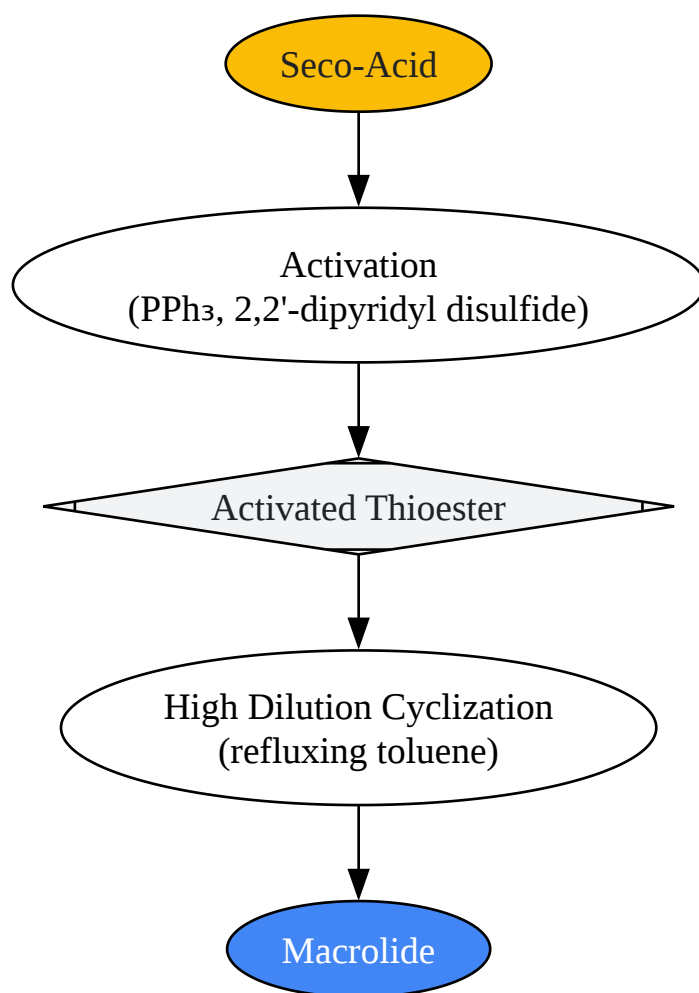 Seco-Acid
Activation
(PPh₃, 2,2'-dipyridyl disulfide)
Activated Thioester
High Dilution Cyclization
(refluxing toluene)
Macrolide